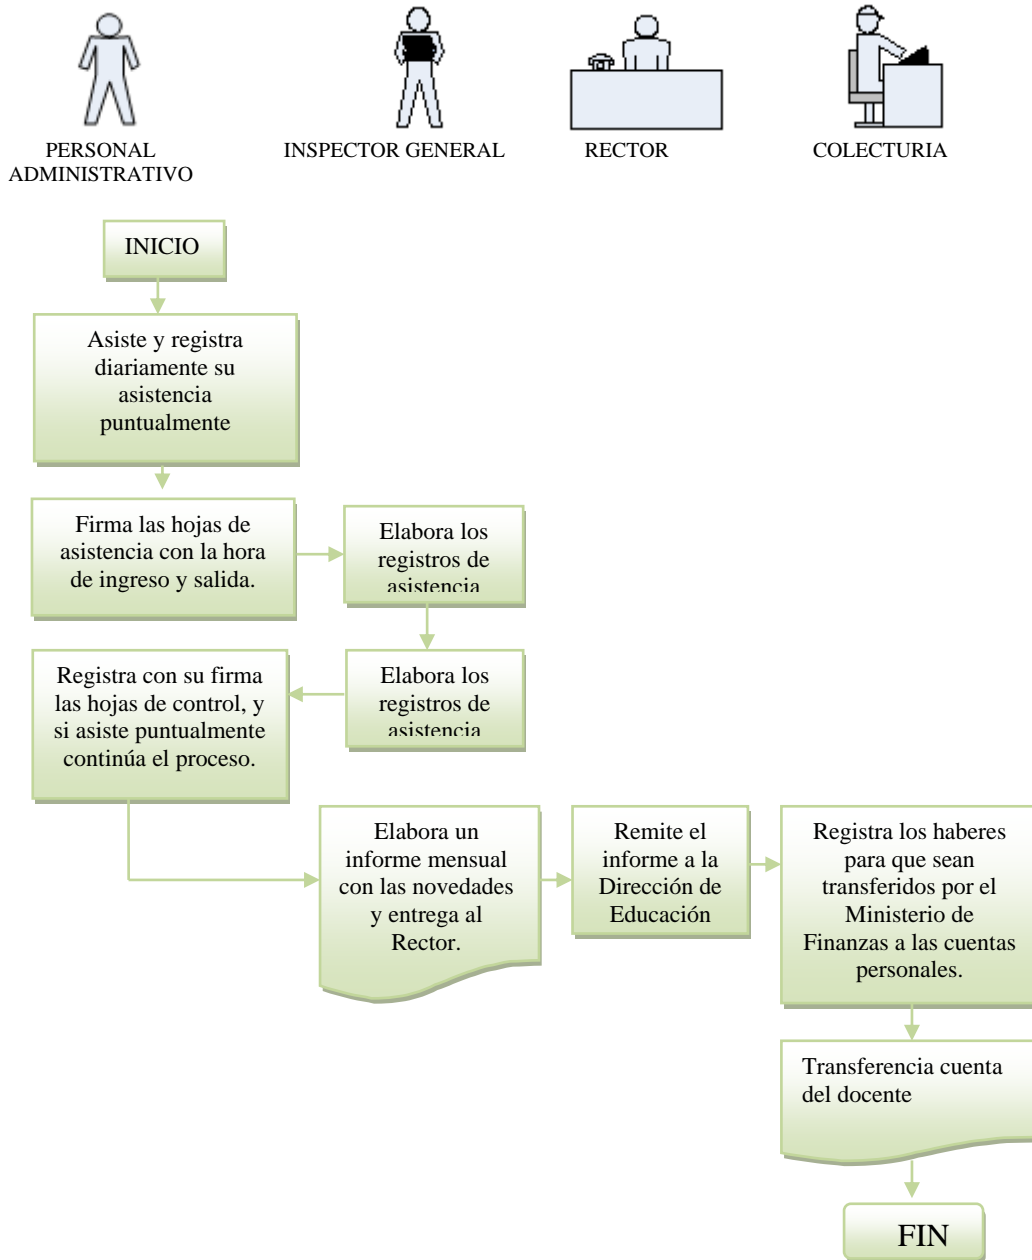 PERSONAL
ADMINISTRATIVO
INSPECTOR GENERAL
RECTOR
COLECTURIA
INICIO
Asiste y registra
diariamente su
asistencia
puntualmente
Firma las hojas de
asistencia con la hora
de ingreso y salida.
Elabora los
registros de
asistencia
Elabora los
registros de
asistencia
Registra con su firma
las hojas de control, y
si asiste puntualmente
continúa el proceso.
Elabora un
informe mensual
con las novedades
y entrega al
Rector.
Remite el
informe a la
Dirección de
Educación
Registra los haberes
para que sean
transferidos por el
Ministerio de
Finanzas a las cuentas
personales.
Transferencia cuenta
del docente
FIN